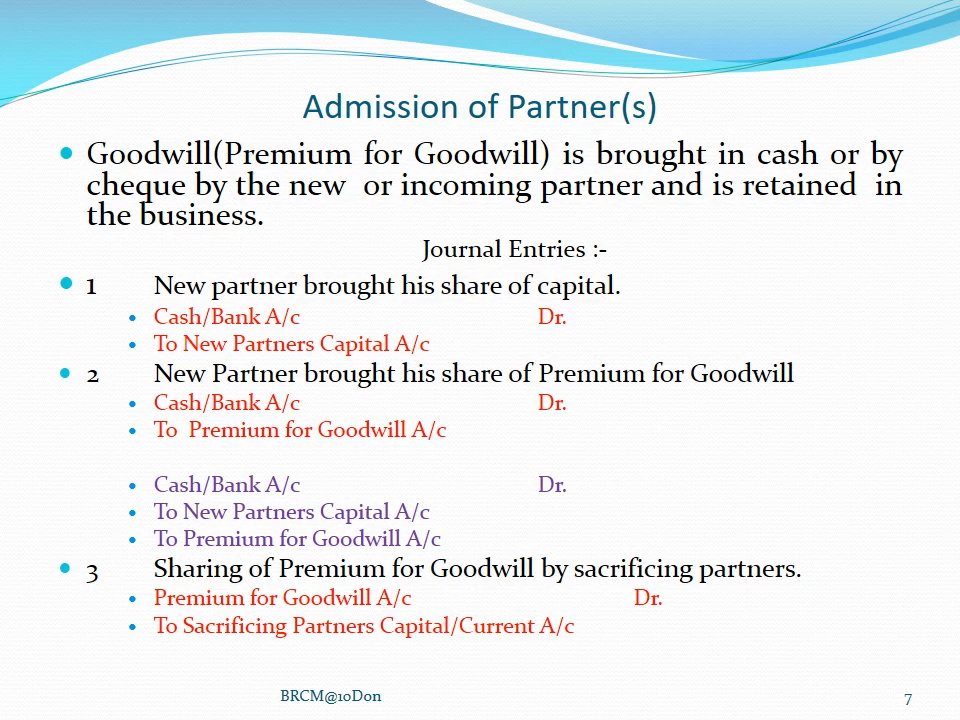 Admission of Partner(s)
Goodwill(Premium for Goodwill) is brought in cash or by
cheque by the new or incoming partner and is retained in
the business.
Journal Entries :-
1 New partner brought his share of capital.
Cash/Bank A/c Dr.
To New Partners Capital A/c
2 New Partner brought his share of Premium for Goodwill
Cash/Bank A/c Dr.
To Premium for Goodwill A/c
Cash/Bank A/c Dr.
To New Partners Capital A/c
To Premium for Goodwill A/c
3 Sharing of Premium for Goodwill by sacrificing partners.
Premium for Goodwill A/c Dr.
To Sacrificing Partners Capital/Current A/c
BRCM@10Don 7